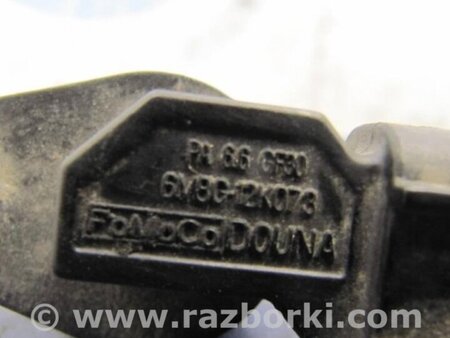 PA 6.6 GF30
6M8G-12K073
FoMoCo DOUNA
© www.razborki.com